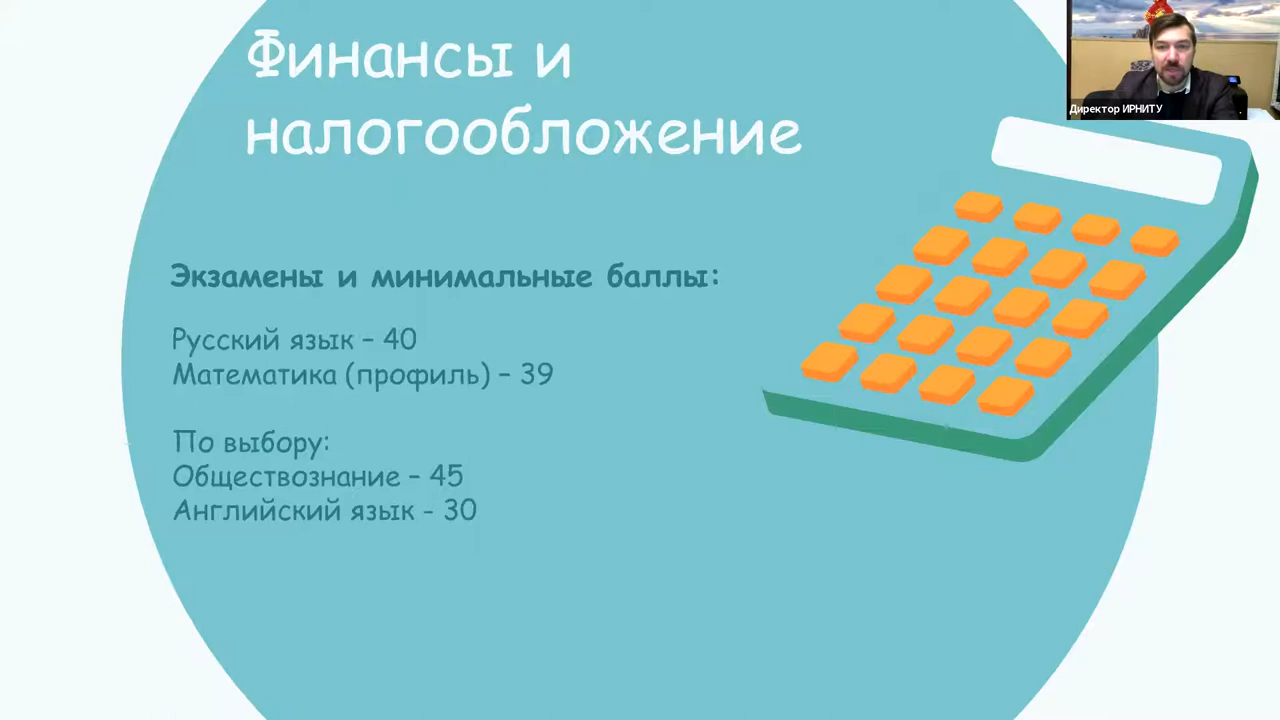 Финансы и
налогообложение
Директор ИРНИТУ
Экзамены и минимальные баллы:
Русский язык – 40
Математика (профиль) – 39
По выбору:
Обществознание – 45
Английский язык - 30